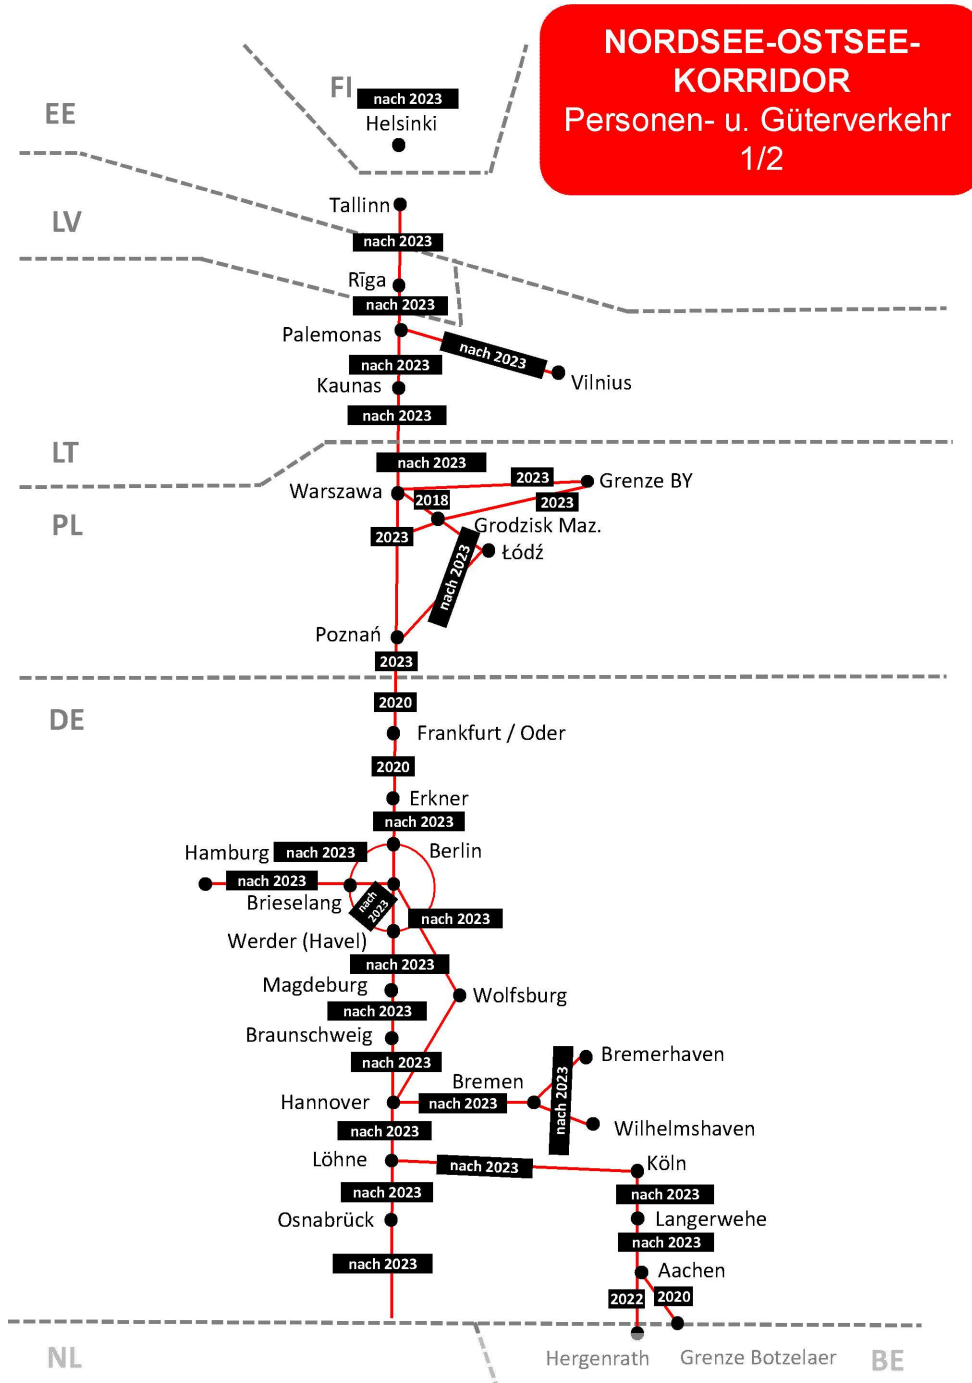 NORDSEE-OSTSEE-
KORRIDOR
Personen- u. Güterverkehr
1/2
FI
nach 2023
Helsinki
EE
Tallinn
LV
nach 2023
Rīga
nach 2023
Palemonas
nach 2023
nach 2023
Kaunas
Vilnius
nach 2023
LT
nach 2023
Warszawa
2023
Grenze BY
2018
2023
PL
Grodzisk Maz.
2023
Łódź
nach 2023
Poznań
2023
2020
DE
Frankfurt / Oder
2020
Erkner
nach 2023
Hamburg
nach 2023
Berlin
nach 2023
Brieselang
nach
2023
nach 2023
Werder (Havel)
nach 2023
Magdeburg
Wolfsburg
nach 2023
Braunschweig
nach 2023
Bremerhaven
Bremen
nach 2023
Hannover
nach 2023
Wilhelmshaven
nach 2023
Löhne
nach 2023
Köln
nach 2023
nach 2023
Osnabrück
Langerwehe
nach 2023
nach 2023
Aachen
2022
2020
NL
Hergenrath
Grenze Botzelaer
BE